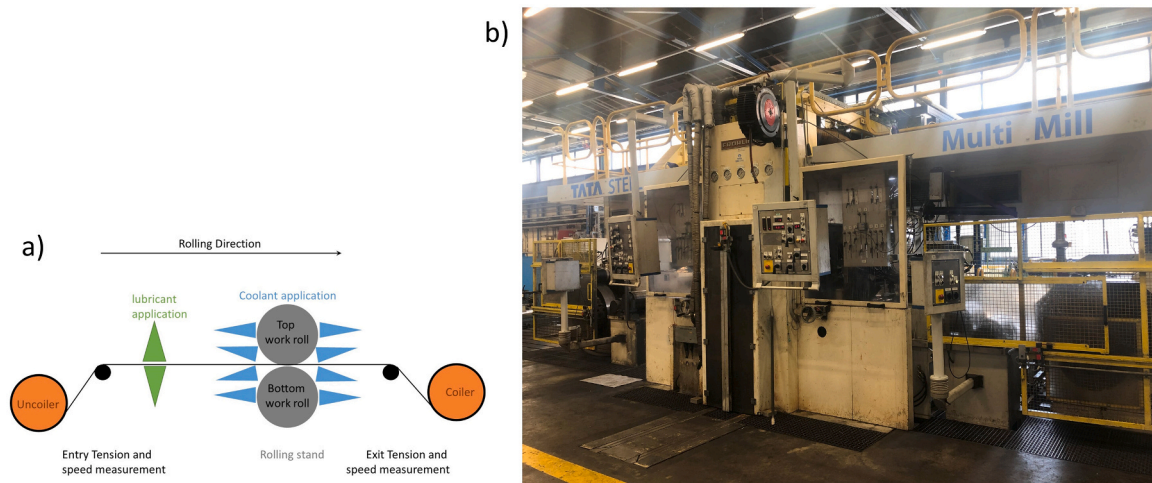 b)
a)
Rolling Direction
lubricant
application
Coolant application
Top
work roll
Bottom
work roll
Uncoiler
Coiler
Entry Tension and
speed measurement
Rolling stand
Exit Tension and
speed measurement
TATA STEEL
Multi Mill